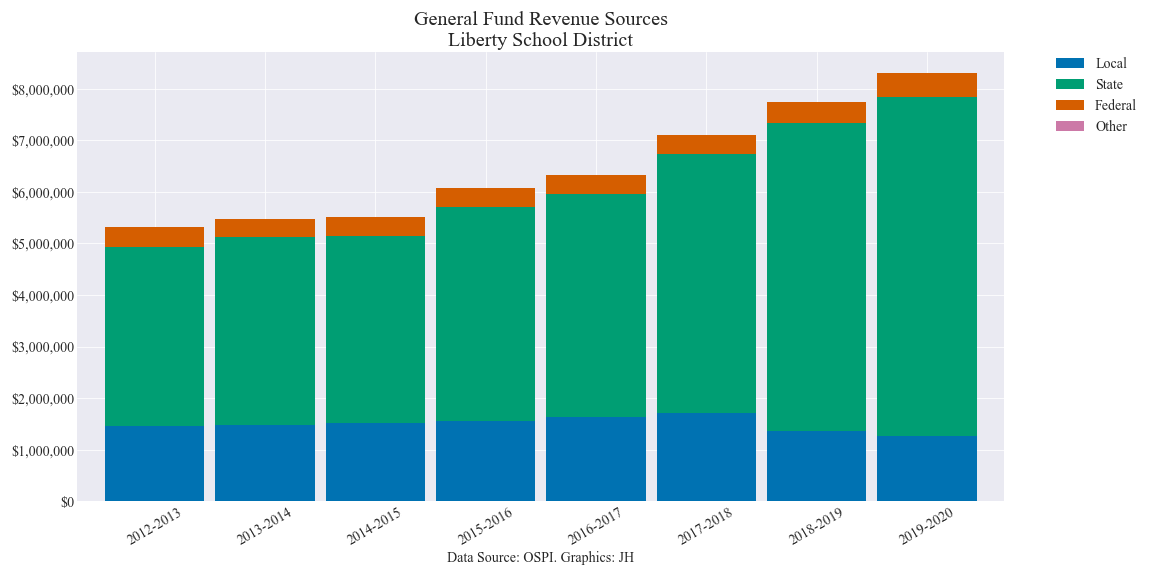 General Fund Revenue Sources
Liberty School District
Local
State
Federal
Other
$8,000,000
$7,000,000
$6,000,000
$5,000,000
$4,000,000
$3,000,000
$2,000,000
$1,000,000
$0
2012-2013
2013-2014
2014-2015
2015-2016
2016-2017
2017-2018
2018-2019
2019-2020
Data Source: OSPI. Graphics: JH